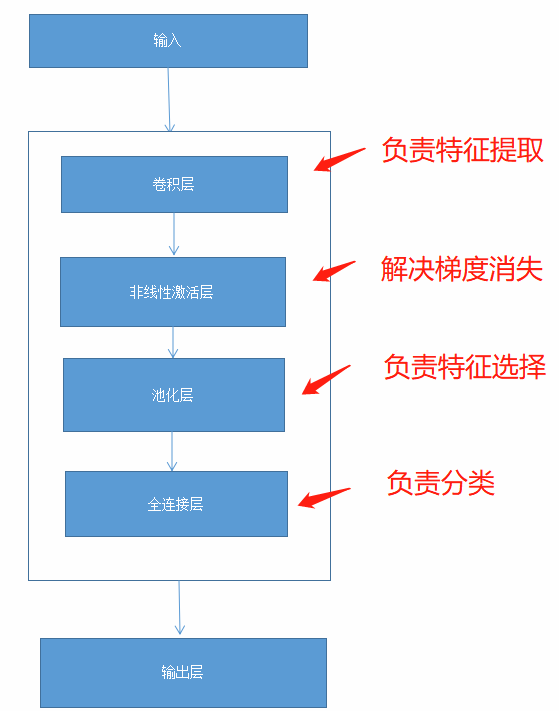 输入
卷积层
负责特征提取
非线性激活层
解决梯度消失
池化层
负责特征选择
全连接层
负责分类
输出层